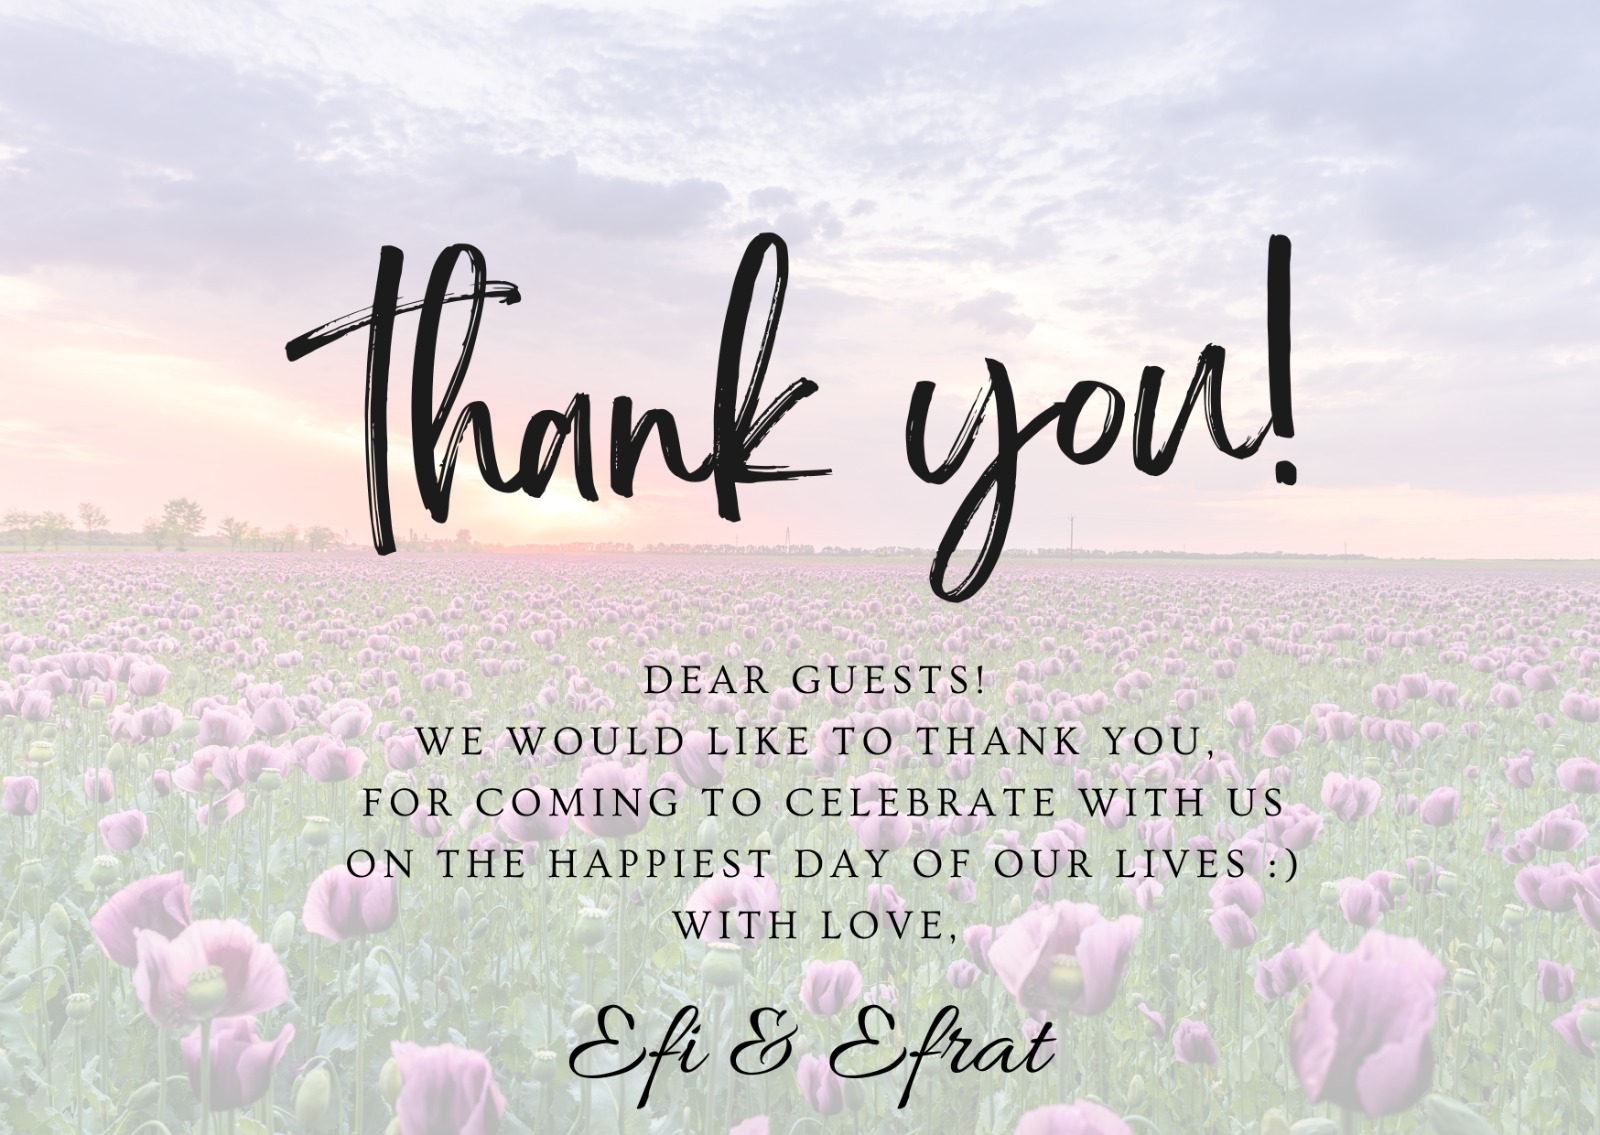 Thank you!
DEAR GUESTS!
WE WOULD LIKE TO THANK YOU,
FOR COMING TO CELEBRATE WITH US
ON THE HAPPIEST DAY OF OUR LIVES :)
WITH LOVE,
Efi & Efrat